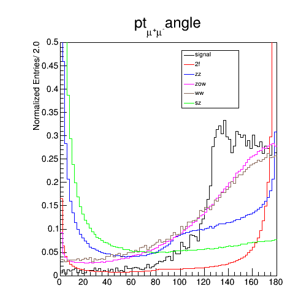 pt μ⁺μ⁻ angle
Normalized Entries/ 2.0
0.5
0.45
0.4
0.35
0.3
0.25
0.2
0.15
0.1
0.05
0
signal
2f
zz
zow
ww
sz
0 20 40 60 80 100 120 140 160 180